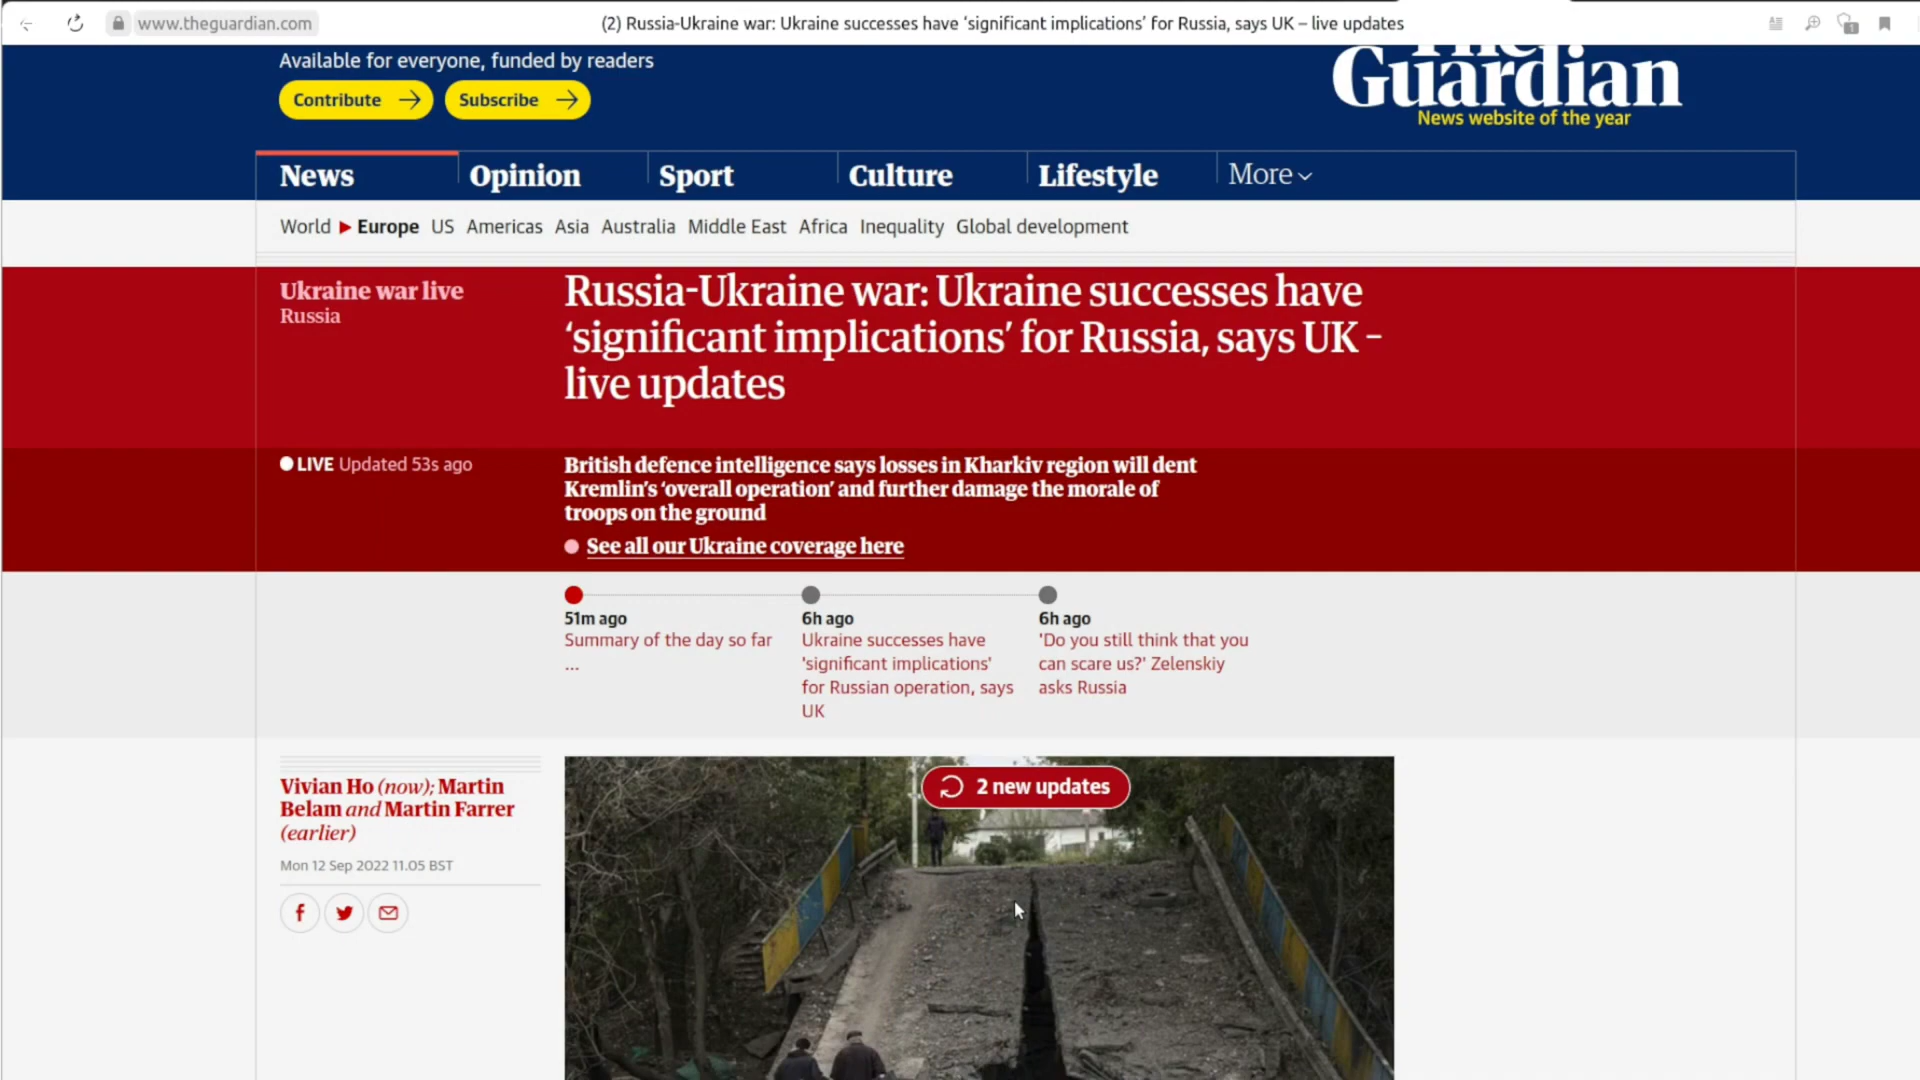 www.theguardian.com
(2) Russia-Ukraine war: Ukraine successes have ‘significant implications’ for Russia, says UK – live updates
1
Available for everyone, funded by readers
Contribute
Subscribe
The
Guardian
News website of the year
News
Opinion
Sport
Culture
Lifestyle
More
World
Europe
US
Americas
Asia
Australia
Middle East
Africa
Inequality
Global development
Ukraine war live
Russia
Russia-Ukraine war: Ukraine successes have
‘significant implications’ for Russia, says UK –
live updates
LIVE Updated 53s ago
British defence intelligence says losses in Kharkiv region will dent
Kremlin’s ‘overall operation’ and further damage the morale of
troops on the ground
See all our Ukraine coverage here
51m ago
Summary of the day so far
...
6h ago
Ukraine successes have
'significant implications'
for Russian operation, says
UK
6h ago
'Do you still think that you
can scare us?' Zelenskiy
asks Russia
Vivian Ho (now); Martin
Belam and Martin Farrer
(earlier)
Mon 12 Sep 2022 11.05 BST
2 new updates